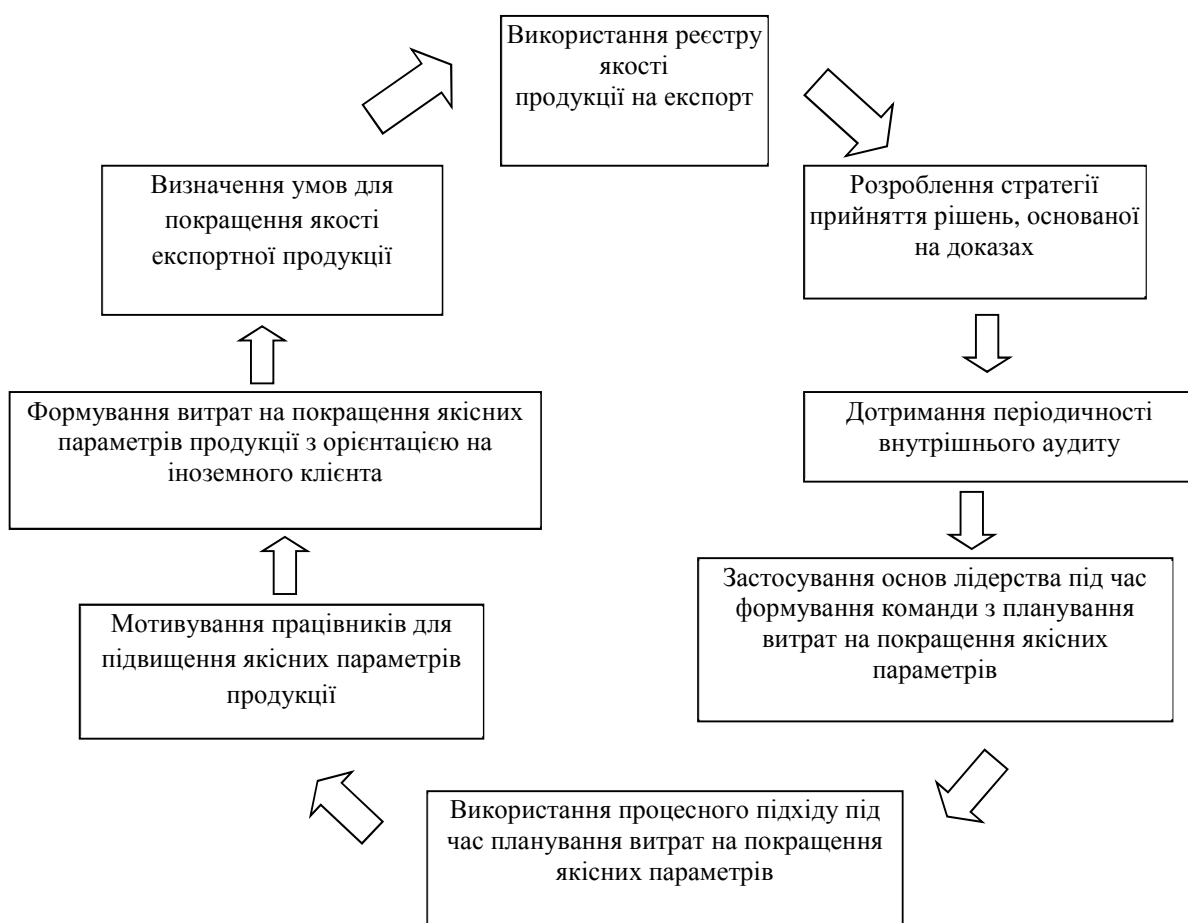 Використання реєстру
якості
продукції на експорт
Визначення умов для
покращення якості
експортної продукції
Розроблення стратегії
прийняття рішень, основаної
на доказах
Формування витрат на покращення якісних
параметрів продукції з орієнтацією на
іноземного клієнта
Дотримання періодичності
внутрішнього аудиту
Застосування основ лідерства під час
формування команди з планування
витрат на покращення якісних
параметрів
Мотивування працівників для
підвищення якісних параметрів
продукції
Використання процесного підхіду під
час планування витрат на покращення
якісних параметрів